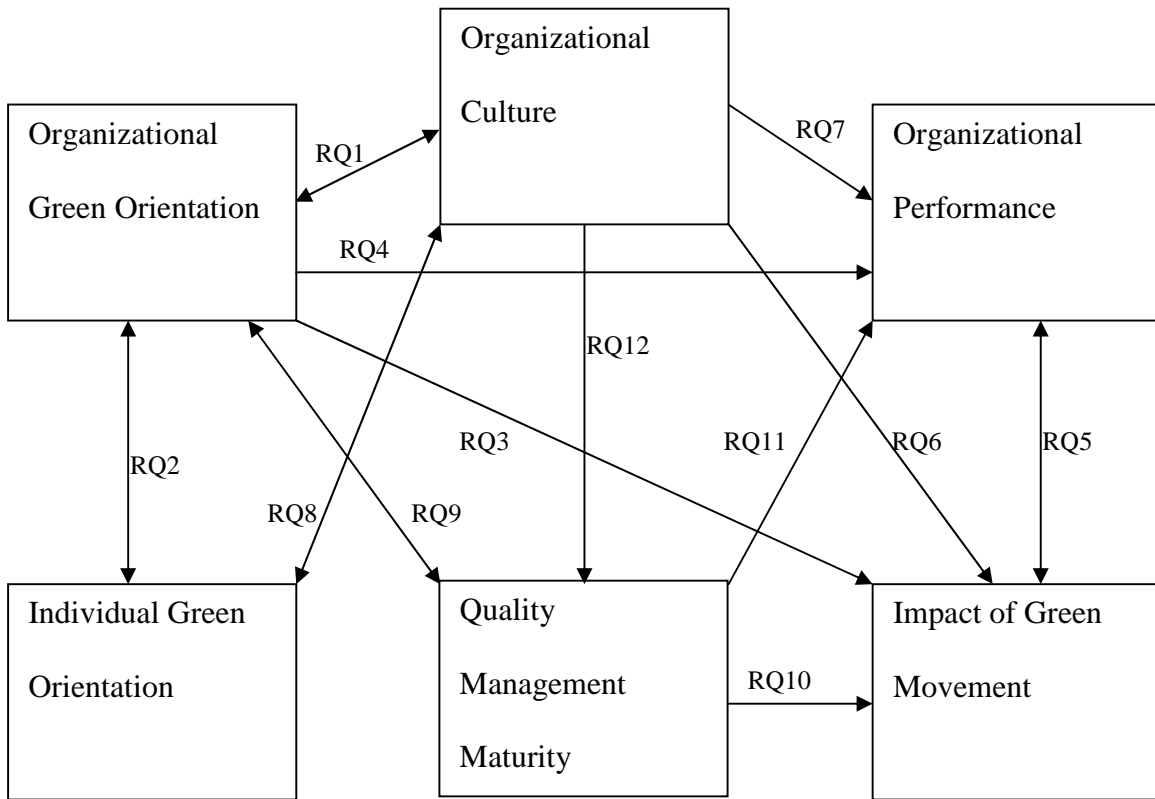 Organizational
Culture
Organizational
Green Orientation
Organizational
Performance
RQ1
RQ7
RQ4
RQ12
RQ2
RQ8
RQ9
RQ3
RQ11
RQ6
RQ5
Individual Green
Orientation
Quality
Management
Maturity
RQ10
Impact of Green
Movement